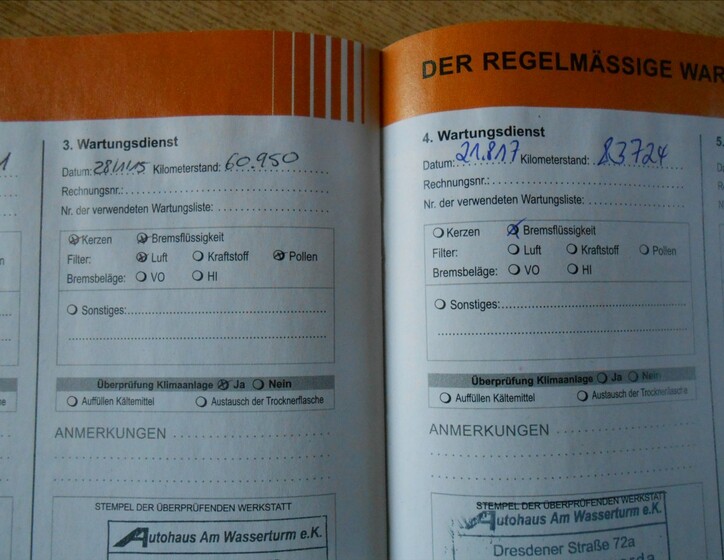 DER REGELMÄSSIGE WAR
3. Wartungsdienst
Datum: 28/1/15 Kilometerstand: 60.950
Rechnungsnr.:
Nr. der verwendeten Wartungsliste:
Kerzen Bremsflüssigkeit
Filter: Luft Kraftstoff Pollen
Bremsbeläge: VO HI
Sonstiges:
Überprüfung Klimaanlage Ja Nein
Auffüllen Kältemittel Austausch der Trocknerflasche
ANMERKUNGEN
STEMPEL DER ÜBERPRÜFENDEN WERKSTATT
Autohaus Am Wasserturm e.K.
4. Wartungsdienst
Datum: 21.8.17 Kilometerstand: 83724
Rechnungsnr.:
Nr. der verwendeten Wartungsliste:
Kerzen Bremsflüssigkeit
Filter: Luft Kraftstoff Pollen
Bremsbeläge: VO HI
Sonstiges:
Überprüfung Klimaanlage Ja Nein
Auffüllen Kältemittel Austausch der Trocknerflasche
ANMERKUNGEN
STEMPEL DER ÜBERPRÜFENDEN WERKSTAT
Autohaus Am Wasserturm e.K.
Dresdener Straße 72a
5.